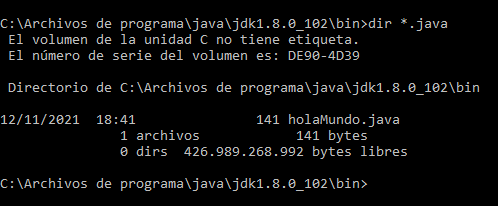 C:\Archivos de programa\java\jdk1.8.0_102\bin>dir *.java
El volumen de la unidad C no tiene etiqueta.
El número de serie del volumen es: DE90-4D39
Directorio de C:\Archivos de programa\java\jdk1.8.0_102\bin
12/11/2021  18:41               141 holaMundo.java
1 archivos            141 bytes
0 dirs  426.989.268.992 bytes libres
C:\Archivos de programa\java\jdk1.8.0_102\bin>